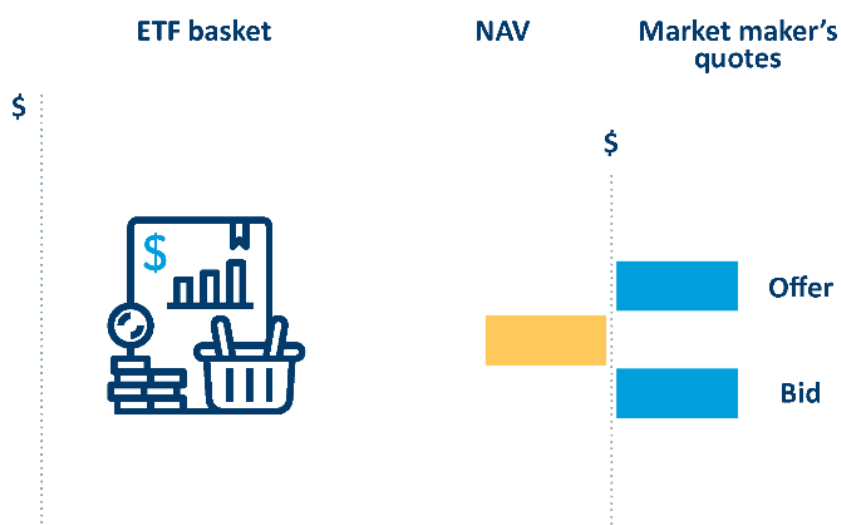 ETF basket
NAV
Market maker's
quotes
$
$
$
Offer
Bid